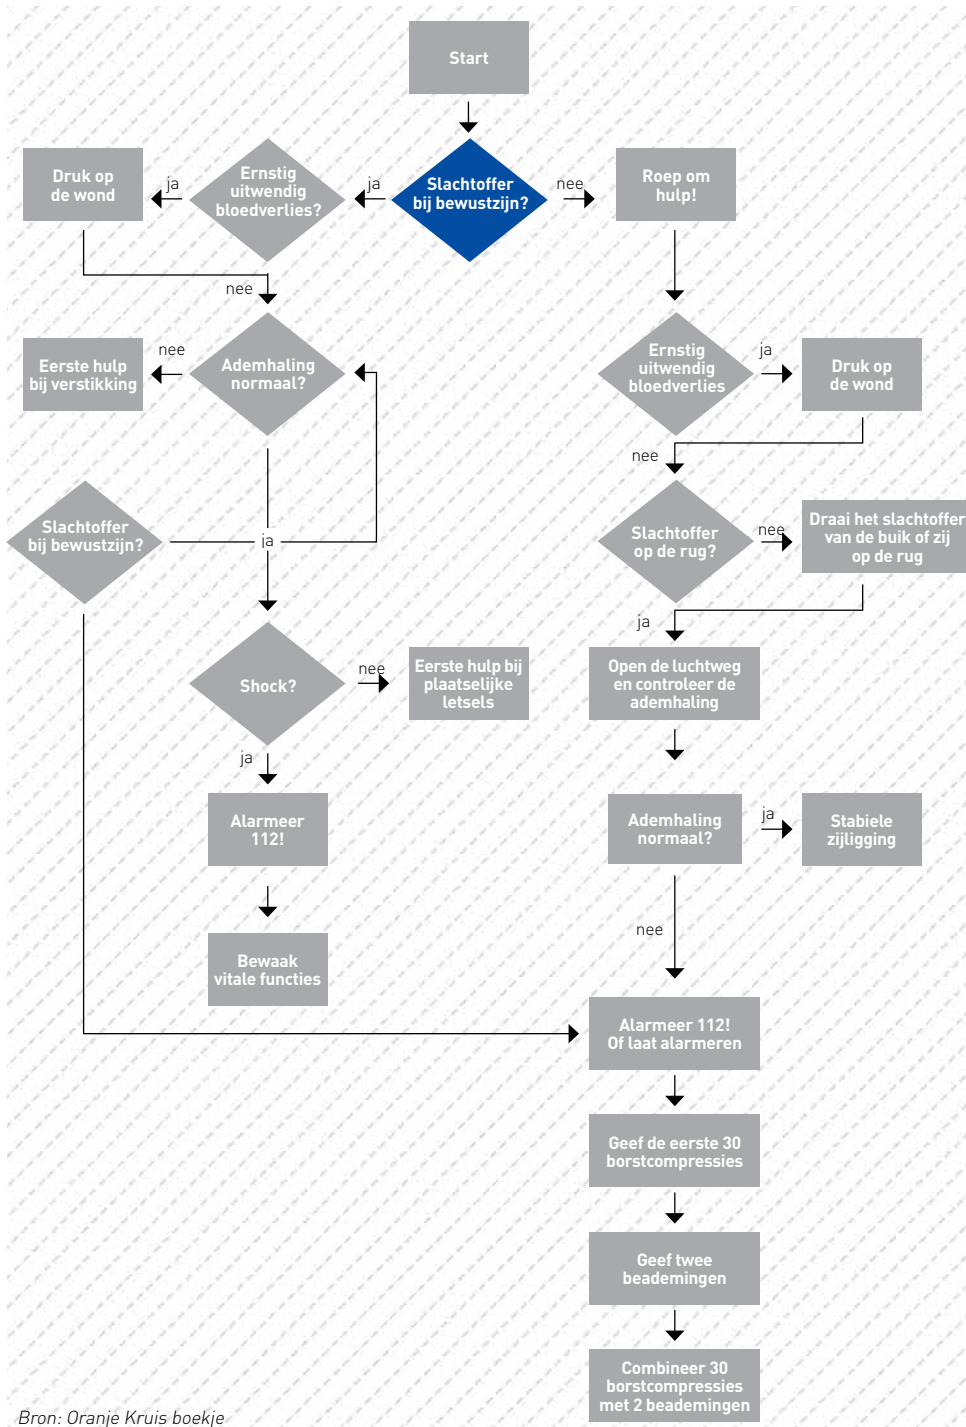 Start
Slachtoffer
bij bewustzijn?
ja
nee
Ernstig
uitwendig
bloedverlies?
ja
Druk op
de wond
nee
Ademhaling
normaal?
nee
Eerste hulp
bij verstikking
Slachtoffer
bij bewustzijn?
ja
Shock?
nee
Eerste hulp bij
plaatselijke
letsels
ja
Alarmeer
112!
Bewaak
vitale functies
Roep om
hulp!
Ernstig
uitwendig
bloedverlies
ja
Druk op
de wond
nee
Slachtoffer
op de rug?
nee
Draai het slachtoffer
van de buik of zij
op de rug
ja
Open de luchtweg
en controleer de
ademhaling
Ademhaling
normaal?
ja
Stabiele
zijligging
nee
Alarmeer 112!
Of laat alarmeren
Geef de eerste 30
borstcompressies
Geef twee
beademingen
Combineer 30
borstcompressies
met 2 beademingen
Bron: Oranje Kruis boekje